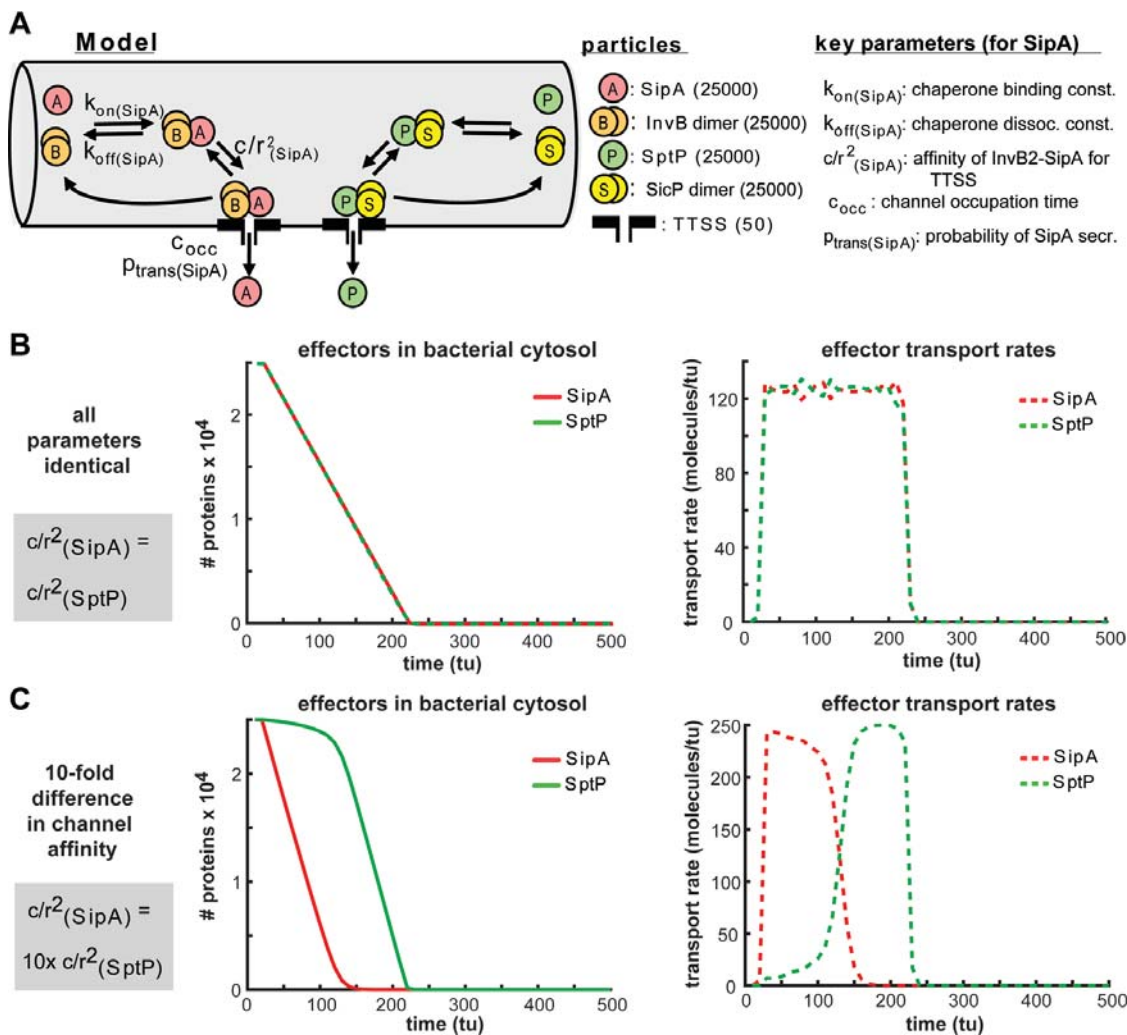 A
Model
A
k_on(SipA)
B
A
B
k_off(SipA)
c/r²(SipA)
P
S
P
S
B
A
P
S
c_occ
p_trans(SipA)
A
P
particles
A : SipA (25000)
B : InvB dimer (25000)
P : SptP (25000)
S : SicP dimer (25000)
: TTSS (50)
key parameters (for SipA)
k_on(SipA): chaperone binding const.
k_off(SipA): chaperone dissoc. const.
c/r²(SipA): affinity of InvB2-SipA for
TTSS
c_occ : channel occupation time
p_trans(SipA): probability of SipA secr.
B
all
parameters
identical
c/r²(SipA) =
c/r²(SptP)
effectors in bacterial cytosol
SipA
SptP
# proteins x 10⁴
2
1
0
0 100 200 300 400 500
time (tu)
effector transport rates
SipA
SptP
transport rate (molecules/tu)
120
80
40
0
0 100 200 300 400 500
time (tu)
C
10-fold
difference
in channel
affinity
c/r²(SipA) =
10x c/r²(SptP)
effectors in bacterial cytosol
SipA
SptP
# proteins x 10⁴
2
1
0
0 100 200 300 400 500
time (tu)
effector transport rates
SipA
SptP
transport rate (molecules/tu)
250
200
150
100
50
0
0 100 200 300 400 500
time (tu)